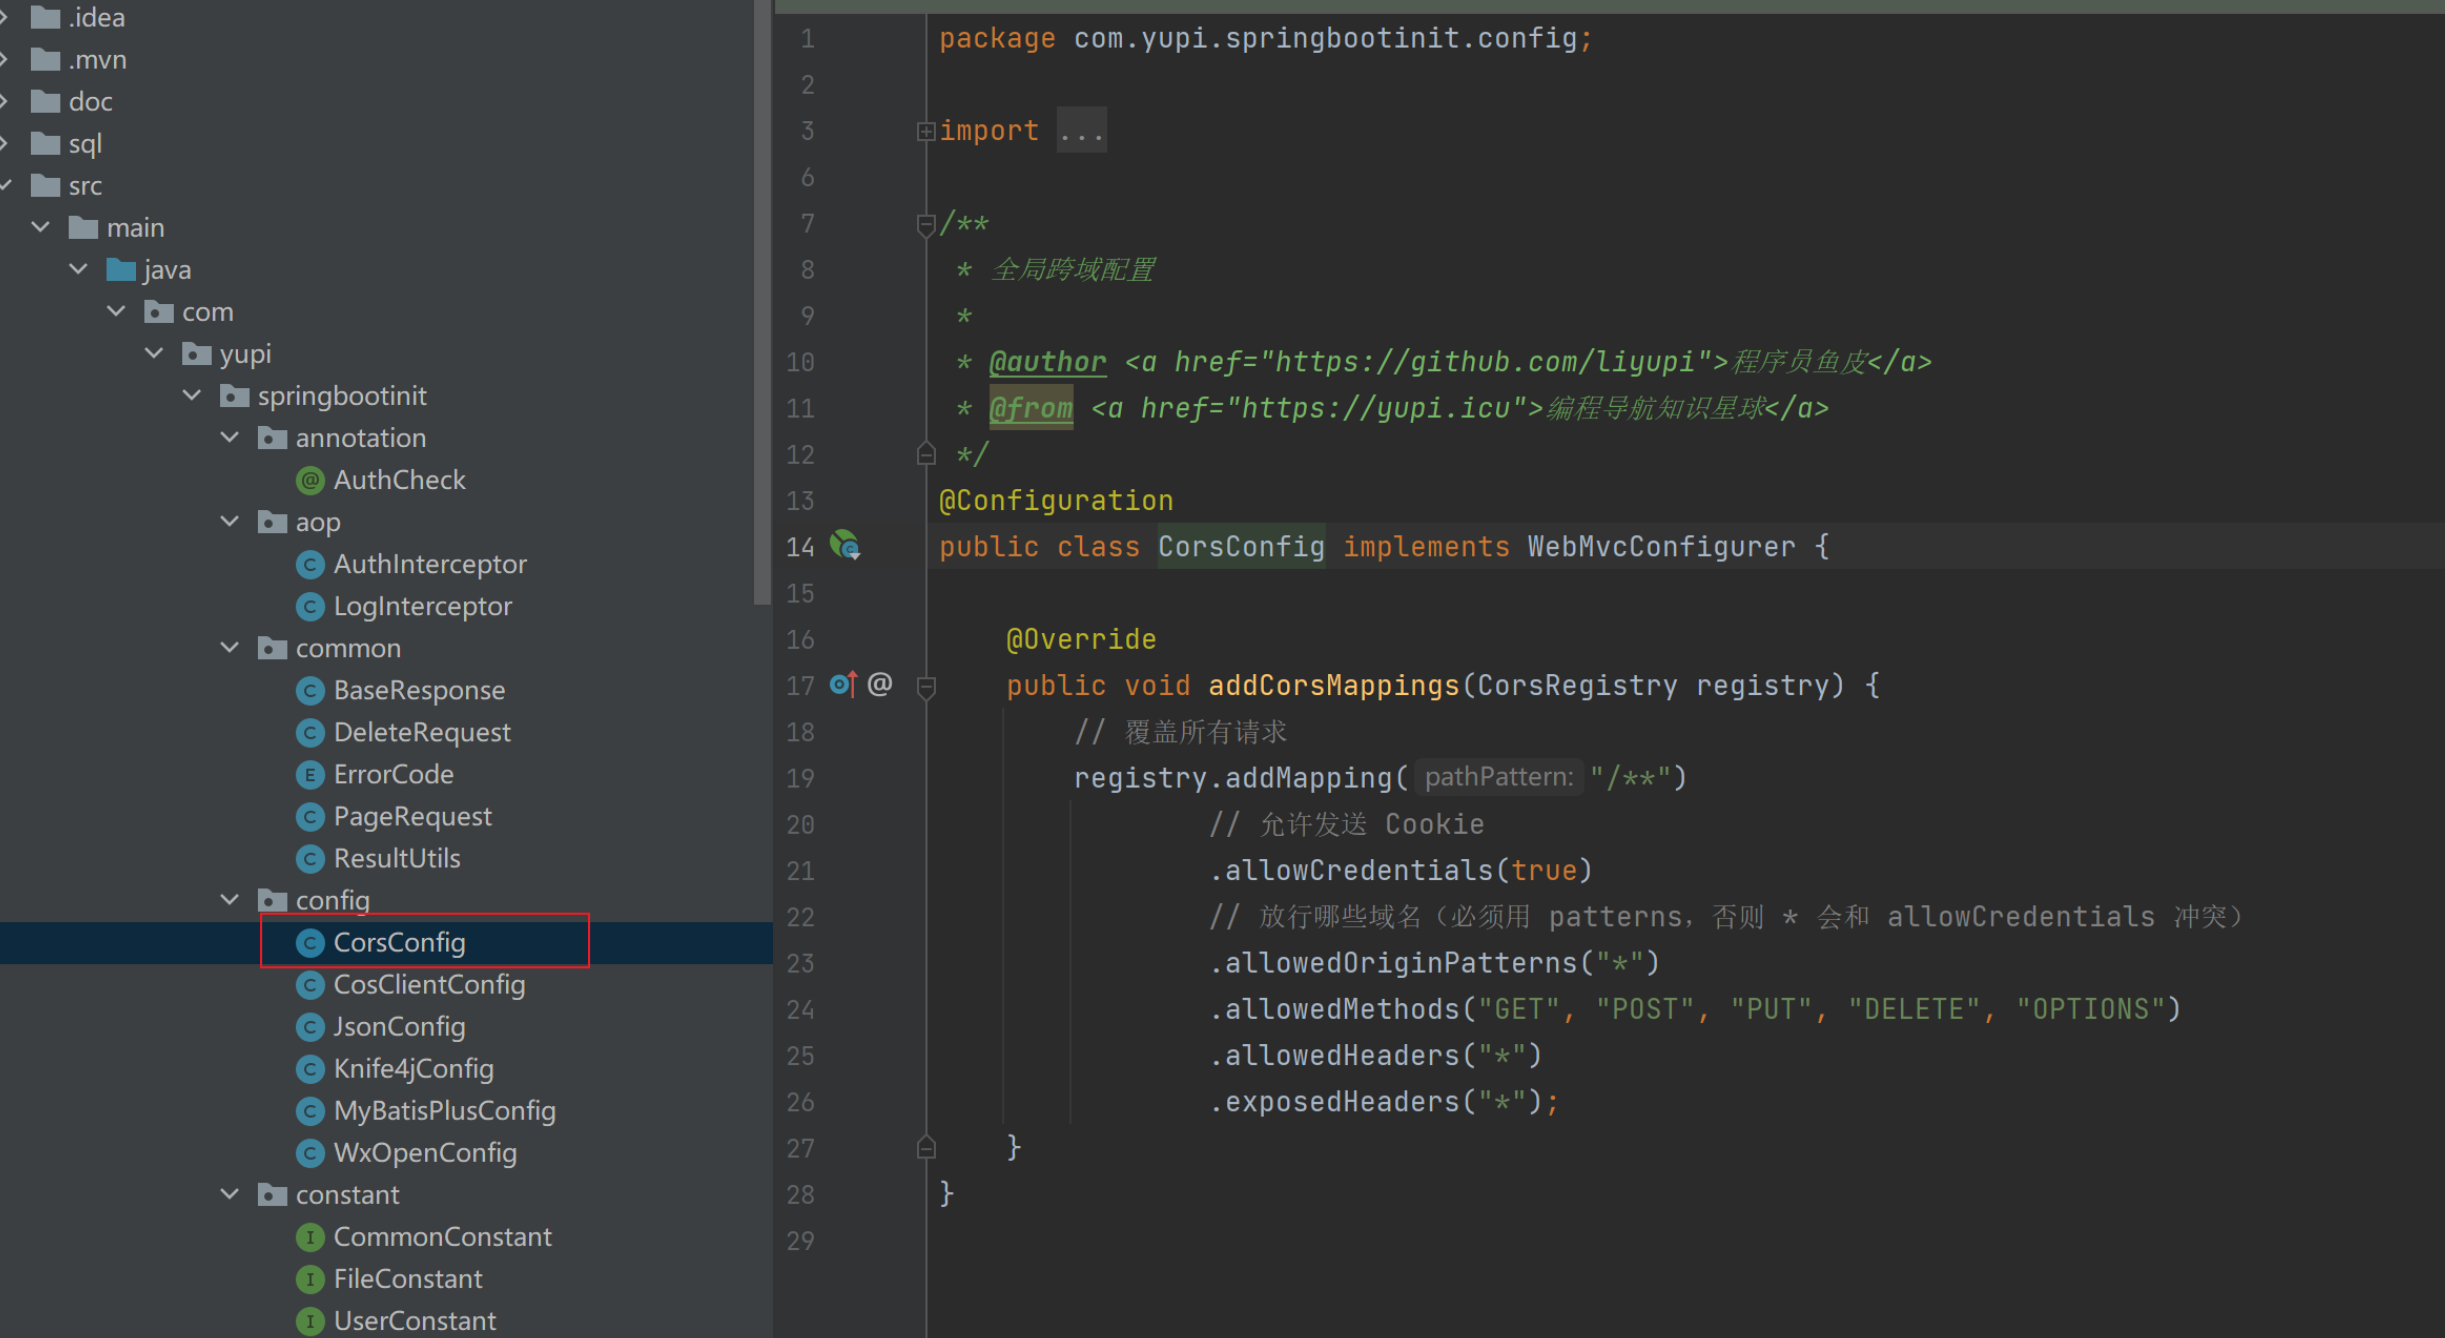 .idea
.mvn
doc
sql
src
main
java
com
yupi
springbootinit
annotation
AuthCheck
aop
AuthInterceptor
LogInterceptor
common
BaseResponse
DeleteRequest
ErrorCode
PageRequest
ResultUtils
config
CorsConfig
CosClientConfig
JsonConfig
Knife4jConfig
MyBatisPlusConfig
WxOpenConfig
constant
CommonConstant
FileConstant
UserConstant
1 package com.yupi.springbootinit.config;
2
3 import ...
6
7 /**
8 * 全局跨域配置
9 *
10 * @author <a href="https://github.com/liyupi">程序员鱼皮</a>
11 * @from <a href="https://yupi.icu">编程导航知识星球</a>
12 */
13 @Configuration
14 public class CorsConfig implements WebMvcConfigurer {
15
16 @Override
17 @ public void addCorsMappings(CorsRegistry registry) {
18 // 覆盖所有请求
19 registry.addMapping( pathPattern: "/**")
20 // 允许发送 Cookie
21 .allowCredentials(true)
22 // 放行哪些域名（必须用 patterns，否则 * 会和 allowCredentials 冲突）
23 .allowedOriginPatterns("*")
24 .allowedMethods("GET", "POST", "PUT", "DELETE", "OPTIONS")
25 .allowedHeaders("*")
26 .exposedHeaders("*");
27 }
28 }
29